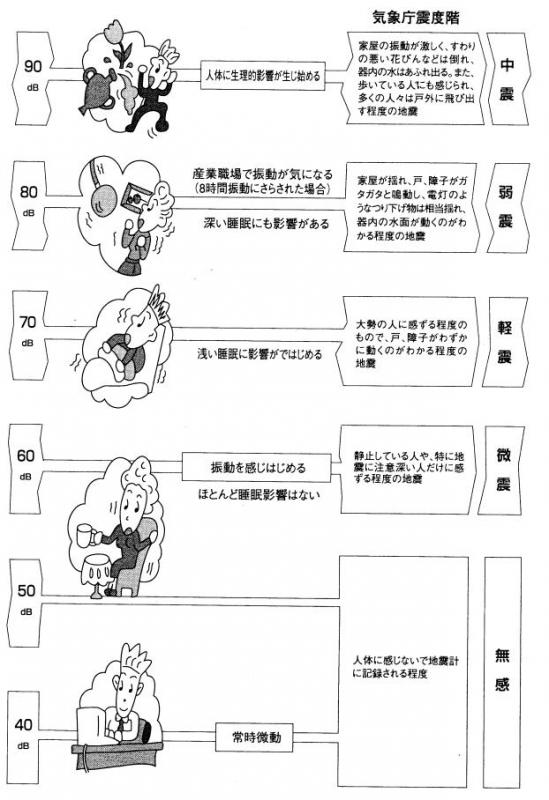 気象庁震度階
90
dB
人体に生理的影響が生じ始める
家屋の振動が激しく、すわり
の悪い花びんなどは倒れ、
器内の水はあふれ出る。また、
歩いている人にも感じられ、
多くの人々は戸外に飛び出
す程度の地震
中震
80
dB
産業職場で振動が気になる
(8時間振動にさらされた場合)
深い睡眠にも影響がある
家屋が揺れ、戸、障子がガ
タガタと鳴動し、電灯のよ
うなつり下げ物は相当揺れ、
器内の水面が動くのがわ
かる程度の地震
弱震
70
dB
浅い睡眠に影響がではじめる
大勢の人に感ずる程度の
もので、戸、障子がわずか
に動くのがわかる程度の
地震
軽震
60
dB
振動を感じはじめる
ほとんど睡眠影響はない
静止している人や、特に地
震に注意深い人だけに感
ずる程度の地震
微震
50
dB
人体に感じないで地震計
に記録される程度
無感
40
dB
常時微動